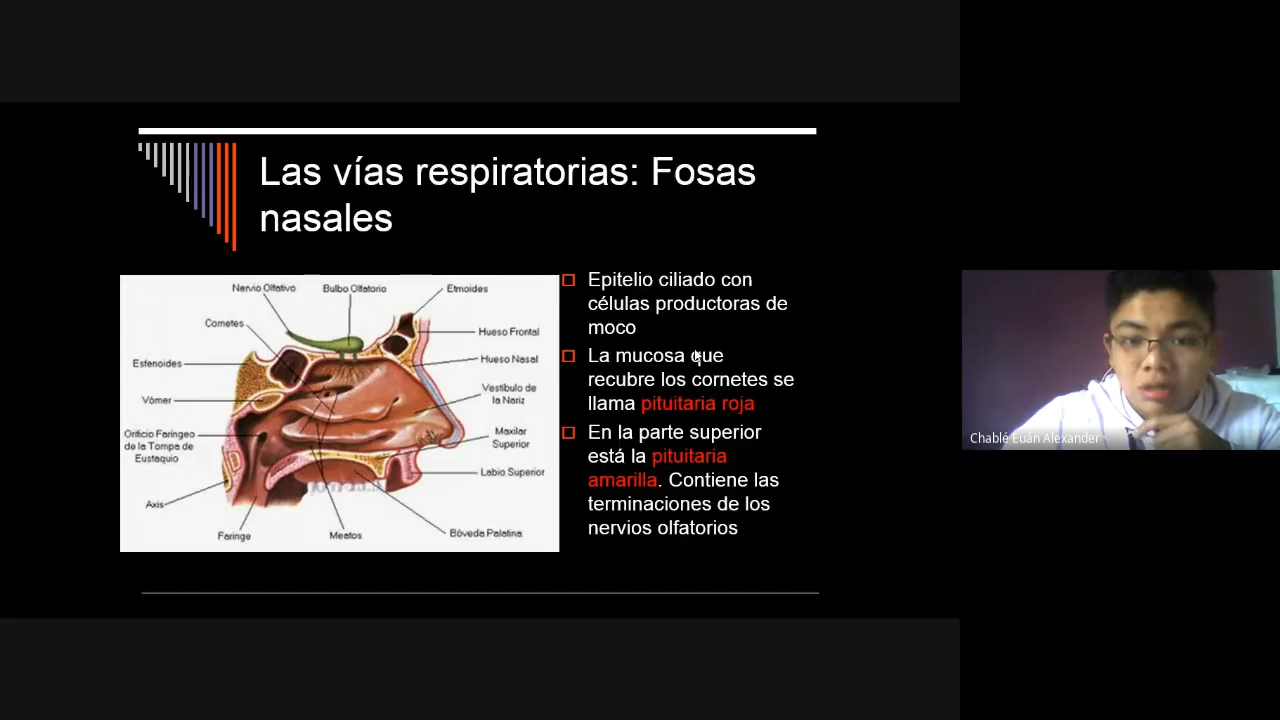 Las vías respiratorias: Fosas
nasales
Nervio Olfativo
Bulbo Olfatorio
Etmoides
Cornetes
Hueso Frontal
Esfenoides
Hueso Nasal
Vómer
Vestíbulo de
la Nariz
Orificio Faríngeo
de la Tompa de
Eustaquio
Maxilar
Superior
Labio Superior
Axis
Faringe
Meatos
Bóveda Palatina
Epitelio ciliado con
células productoras de
moco
La mucosa que
recubre los cornetes se
llama pituitaria roja
En la parte superior
está la pituitaria
amarilla. Contiene las
terminaciones de los
nervios olfatorios
Chablé Euán Alexander